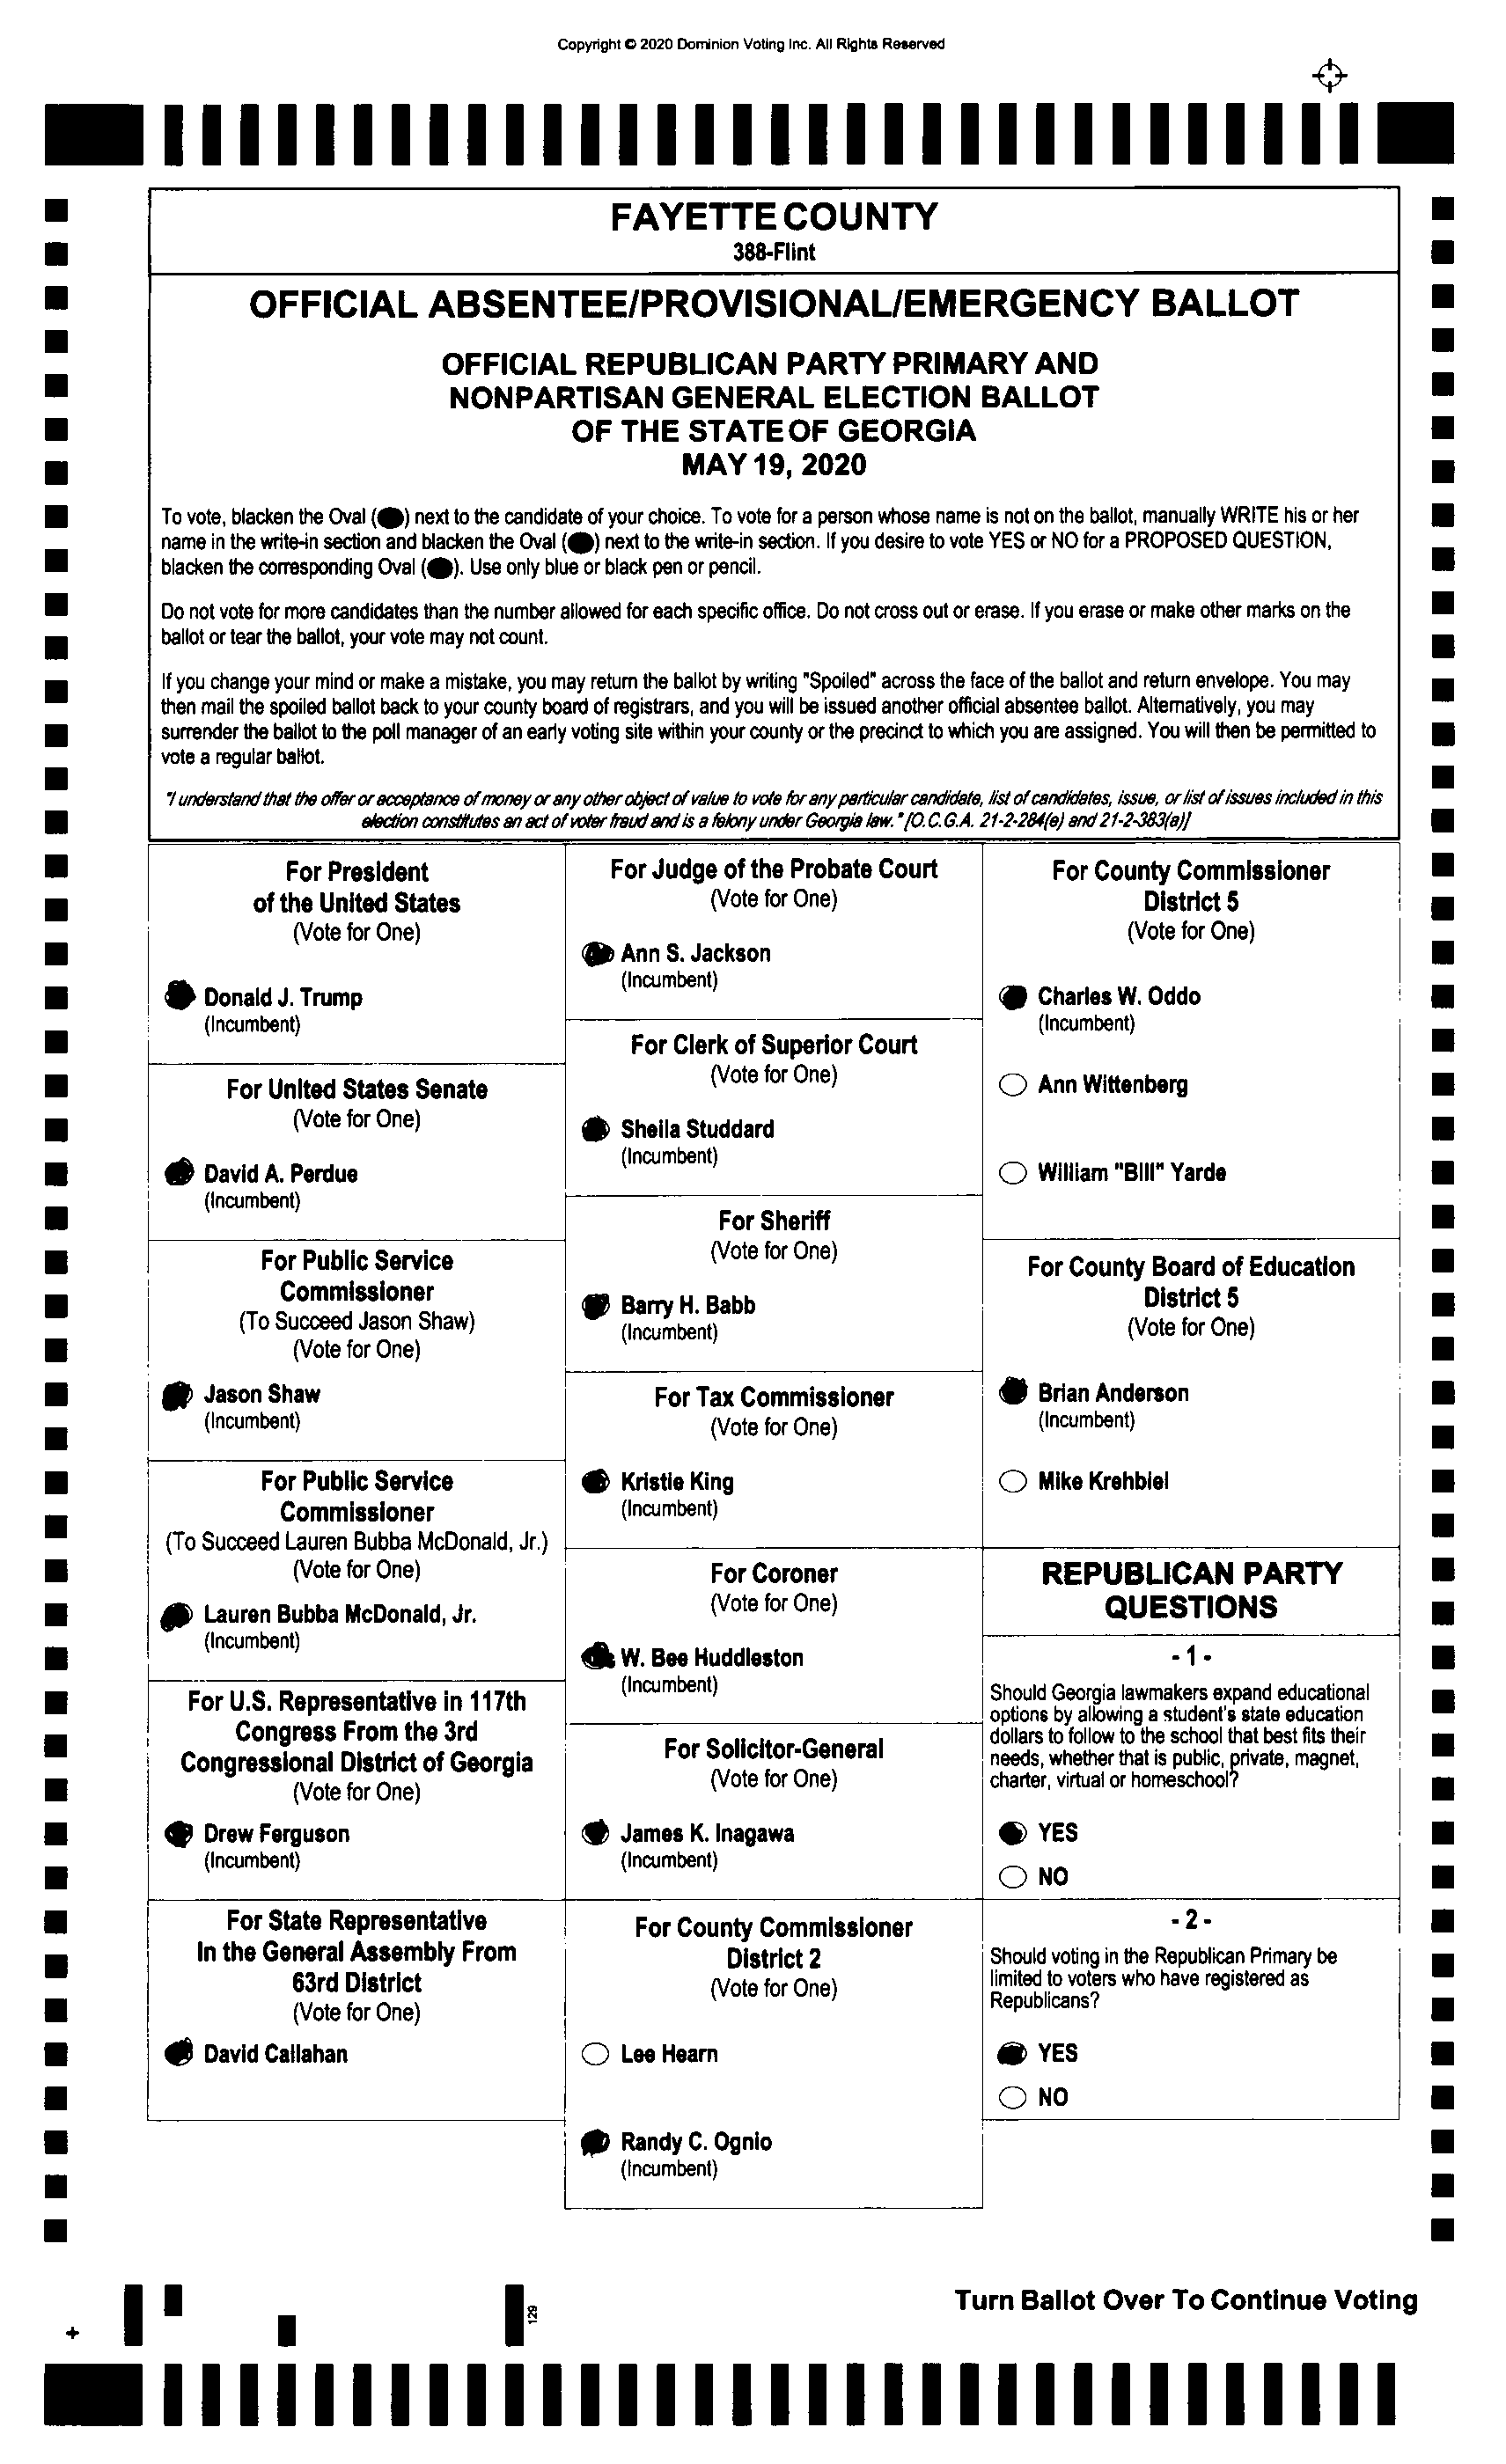 Copyright © 2020 Dominion Voting Inc. All Rights Reserved
FAYETTE COUNTY
388-Flint
OFFICIAL ABSENTEE/PROVISIONAL/EMERGENCY BALLOT
OFFICIAL REPUBLICAN PARTY PRIMARY AND
NONPARTISAN GENERAL ELECTION BALLOT
OF THE STATE OF GEORGIA
MAY 19, 2020
To vote, blacken the Oval () next to the candidate of your choice. To vote for a person whose name is not on the ballot, manually WRITE his or her
name in the write-in section and blacken the Oval () next to the write-in section. If you desire to vote YES or NO for a PROPOSED QUESTION,
blacken the corresponding Oval (). Use only blue or black pen or pencil.
Do not vote for more candidates than the number allowed for each specific office. Do not cross out or erase. If you erase or make other marks on the
ballot or tear the ballot, your vote may not count.
If you change your mind or make a mistake, you may return the ballot by writing "Spoiled" across the face of the ballot and return envelope. You may
then mail the spoiled ballot back to your county board of registrars, and you will be issued another official absentee ballot. Alternatively, you may
surrender the ballot to the poll manager of an early voting site within your county or the precinct to which you are assigned. You will then be permitted to
vote a regular ballot.
"I understand that the offer or acceptance of money or any other object of value to vote for any particular candidate, list of candidates, issue, or list of issues included in this
election constitutes an act of voter fraud and is a felony under Georgia law." [O.C.G.A. 21-2-284(e) and 21-2-383(a)]
For President
of the United States
(Vote for One)
Donald J. Trump
(Incumbent)
For United States Senate
(Vote for One)
David A. Perdue
(Incumbent)
For Public Service
Commissioner
(To Succeed Jason Shaw)
(Vote for One)
Jason Shaw
(Incumbent)
For Public Service
Commissioner
(To Succeed Lauren Bubba McDonald, Jr.)
(Vote for One)
Lauren Bubba McDonald, Jr.
(Incumbent)
For U.S. Representative in 117th
Congress From the 3rd
Congressional District of Georgia
(Vote for One)
Drew Ferguson
(Incumbent)
For State Representative
In the General Assembly From
63rd District
(Vote for One)
David Callahan
For Judge of the Probate Court
(Vote for One)
Ann S. Jackson
(Incumbent)
For Clerk of Superior Court
(Vote for One)
Sheila Studdard
(Incumbent)
For Sheriff
(Vote for One)
Barry H. Babb
(Incumbent)
For Tax Commissioner
(Vote for One)
Kristie King
(Incumbent)
For Coroner
(Vote for One)
W. Bee Huddleston
(Incumbent)
For Solicitor-General
(Vote for One)
James K. Inagawa
(Incumbent)
For County Commissioner
District 2
(Vote for One)
Lee Hearn
Randy C. Ognio
(Incumbent)
For County Commissioner
District 5
(Vote for One)
Charles W. Oddo
(Incumbent)
Ann Wittenberg
William "Bill" Yarde
For County Board of Education
District 5
(Vote for One)
Brian Anderson
(Incumbent)
Mike Krehbiel
REPUBLICAN PARTY
QUESTIONS
- 1 -
Should Georgia lawmakers expand educational
options by allowing a student's state education
dollars to follow to the school that best fits their
needs, whether that is public, private, magnet,
charter, virtual or homeschool?
YES
NO
- 2 -
Should voting in the Republican Primary be
limited to voters who have registered as
Republicans?
YES
NO
129
Turn Ballot Over To Continue Voting